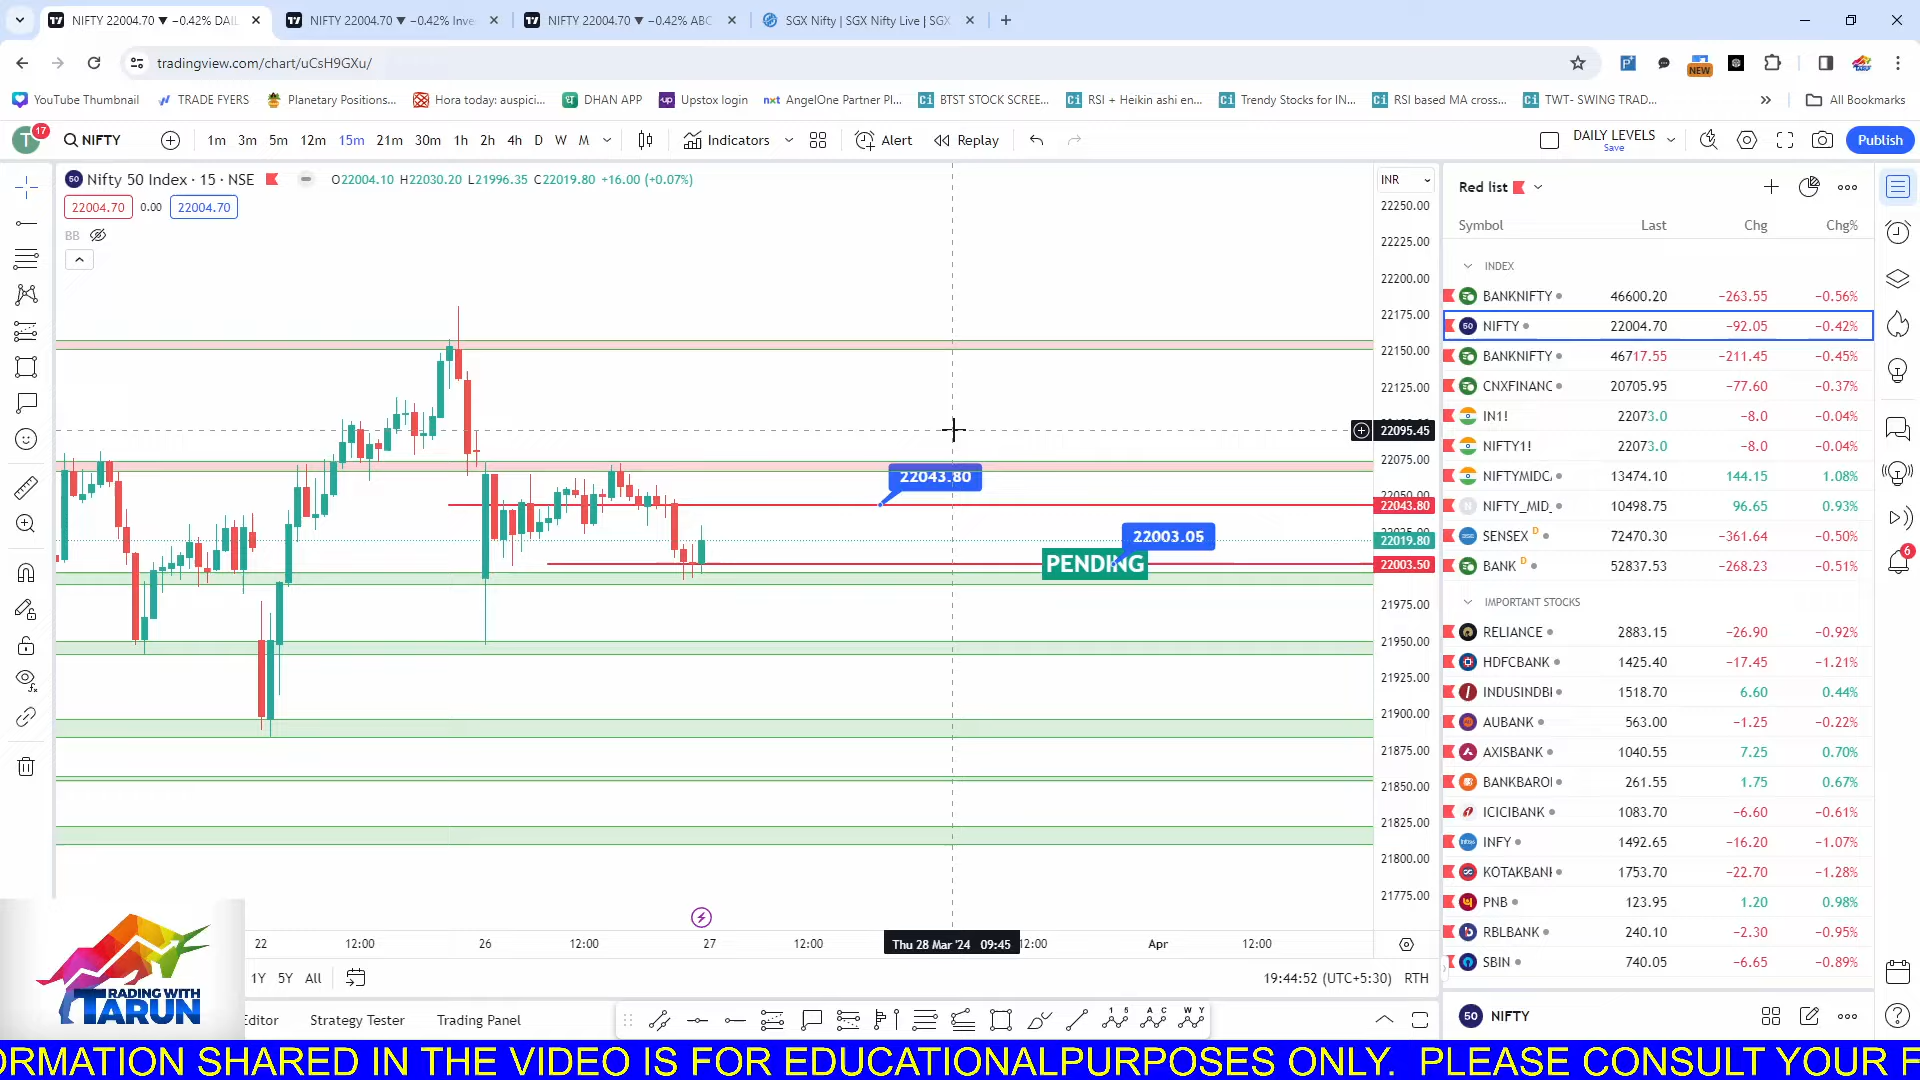 NIFTY 22004.70 ▼ −0.42% DAIL
NIFTY 22004.70 ▼ −0.42% Inve
NIFTY 22004.70 ▼ −0.42% ABC
SGX Nifty | SGX Nifty Live | SGX
tradingview.com/chart/uCsH9GXu/
NEW
YouTube Thumbnail
TRADE FYERS
Planetary Positions...
Hora today: auspici...
DHAN APP
Upstox login
nxt AngelOne Partner Pl...
BTST STOCK SCREE...
RSI + Heikin ashi en...
Trendy Stocks for IN...
RSI based MA cross...
TWT- SWING TRAD...
All Bookmarks
T 17
NIFTY
1m 3m 5m 12m 15m 21m 30m 1h 2h 4h D W M
Indicators
Alert
Replay
DAILY LEVELS
Save
Publish
Nifty 50 Index · 15 · NSE
O22004.10 H22030.20 L21996.35 C22019.80 +16.00 (+0.07%)
22004.70 0.00 22004.70
BB
INR
22250.00
22225.00
22200.00
22175.00
22150.00
22125.00
22095.45
22075.00
22050.00
22043.80
22025.00
22019.80
22003.50
21975.00
21950.00
21925.00
21900.00
21875.00
21850.00
21825.00
21800.00
21775.00
22043.80
22003.05
PENDING
22 12:00 26 12:00 27 12:00 Thu 28 Mar '24 09:45 12:00 Apr 12:00
1Y 5Y All
19:44:52 (UTC+5:30) RTH
Editor
Strategy Tester
Trading Panel
RADING WITH
TARUN
Red list
Symbol Last Chg Chg%
INDEX
BANKNIFTY 46600.20 −263.55 −0.56%
NIFTY 22004.70 −92.05 −0.42%
BANKNIFTY 46717.55 −211.45 −0.45%
CNXFINANC 20705.95 −77.60 −0.37%
IN1! 22073.0 −8.0 −0.04%
NIFTY1! 22073.0 −8.0 −0.04%
NIFTYMIDC 13474.10 144.15 1.08%
NIFTY_MID_ 10498.75 96.65 0.93%
SENSEX D 72470.30 −361.64 −0.50%
BANK D 52837.53 −268.23 −0.51%
IMPORTANT STOCKS
RELIANCE 2883.15 −26.90 −0.92%
HDFCBANK 1425.40 −17.45 −1.21%
INDUSINDBI 1518.70 6.60 0.44%
AUBANK 563.00 −1.25 −0.22%
AXISBANK 1040.55 7.25 0.70%
BANKBAROI 261.55 1.75 0.67%
ICICIBANK 1083.70 −6.60 −0.61%
INFY 1492.65 −16.20 −1.07%
KOTAKBANK 1753.70 −22.70 −1.28%
PNB 123.95 1.20 0.98%
RBLBANK 240.10 −2.30 −0.95%
SBIN 740.05 −6.65 −0.89%
NIFTY
6
ORMATION SHARED IN THE VIDEO IS FOR EDUCATIONALPURPOSES ONLY. PLEASE CONSULT YOUR F